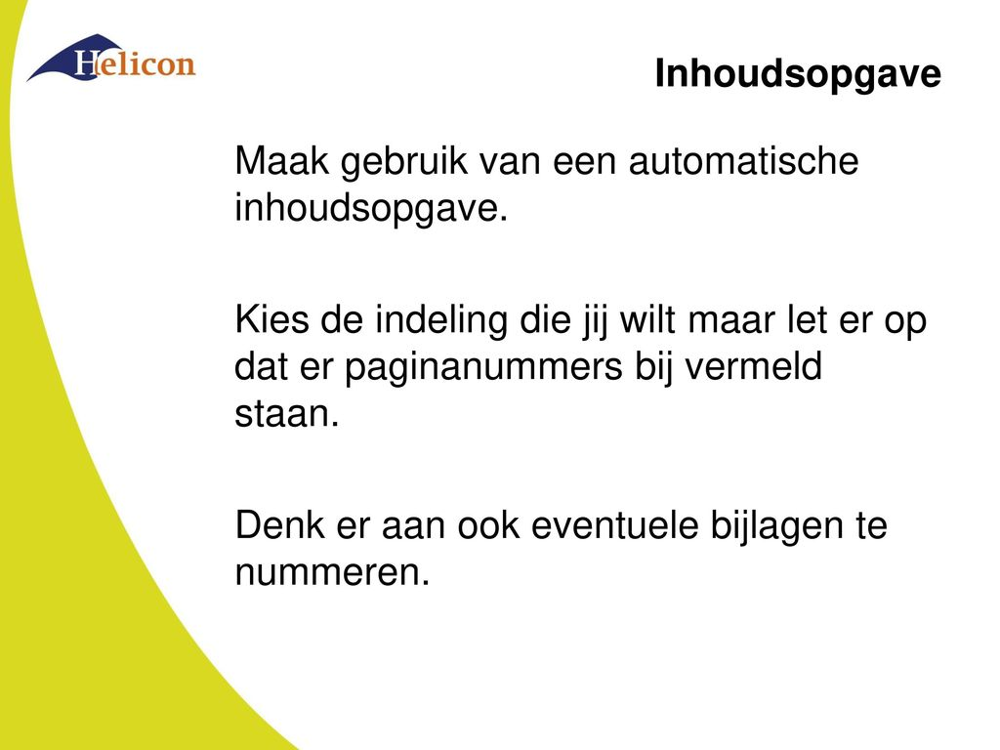 Helicon
Inhoudsopgave
Maak gebruik van een automatische
inhoudsopgave.
Kies de indeling die jij wilt maar let er op
dat er paginanummers bij vermeld
staan.
Denk er aan ook eventuele bijlagen te
nummeren.